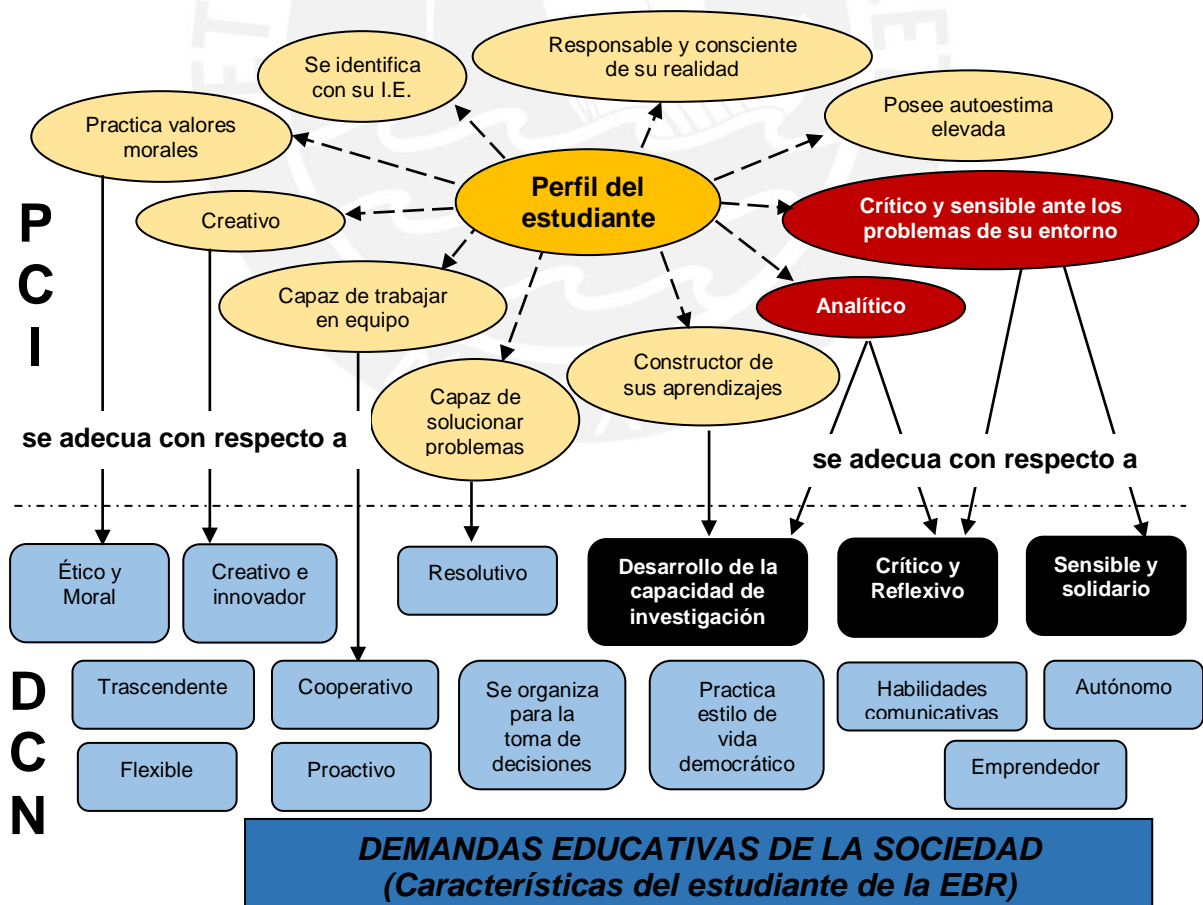 Responsable y consciente
de su realidad
Se identifica
con su I.E.
Posee autoestima
elevada
Practica valores
morales
Perfil del
estudiante
Crítico y sensible ante los
problemas de su entorno
Creativo
Capaz de trabajar
en equipo
Analítico
Constructor de
sus aprendizajes
Capaz de
solucionar
problemas
P
C
I
se adecua con respecto a
se adecua con respecto a
Ético y
Moral
Creativo e
innovador
Resolutivo
Desarrollo de la
capacidad de
investigación
Crítico y
Reflexivo
Sensible y
solidario
D
C
N
Trascendente
Cooperativo
Se organiza
para la
toma de
decisiones
Practica
estilo de
vida
democrático
Habilidades
comunicativas
Autónomo
Flexible
Proactivo
Emprendedor
DEMANDAS EDUCATIVAS DE LA SOCIEDAD
(Características del estudiante de la EBR)